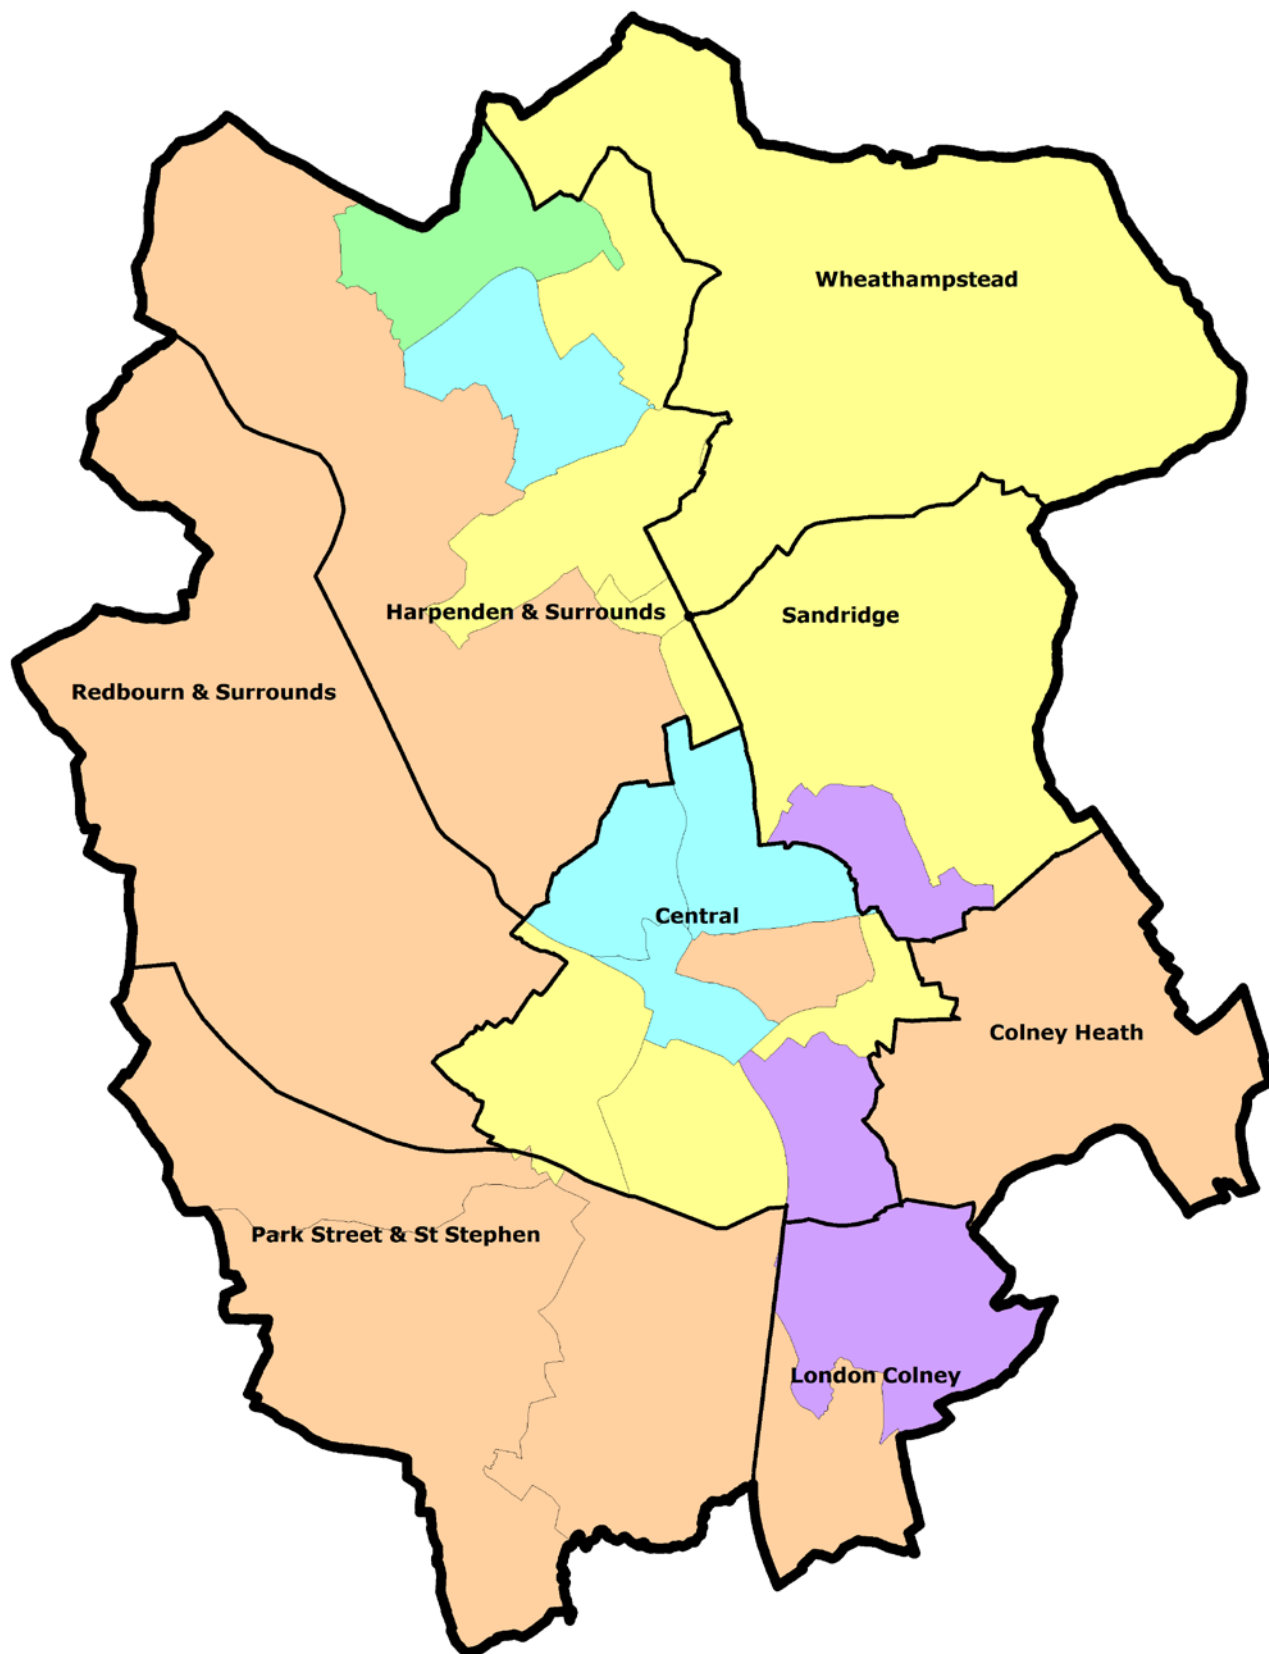 Wheathampstead
Harpenden & Surrounds
Sandridge
Redbourn & Surrounds
Central
Colney Heath
Park Street & St Stephen
London Colney